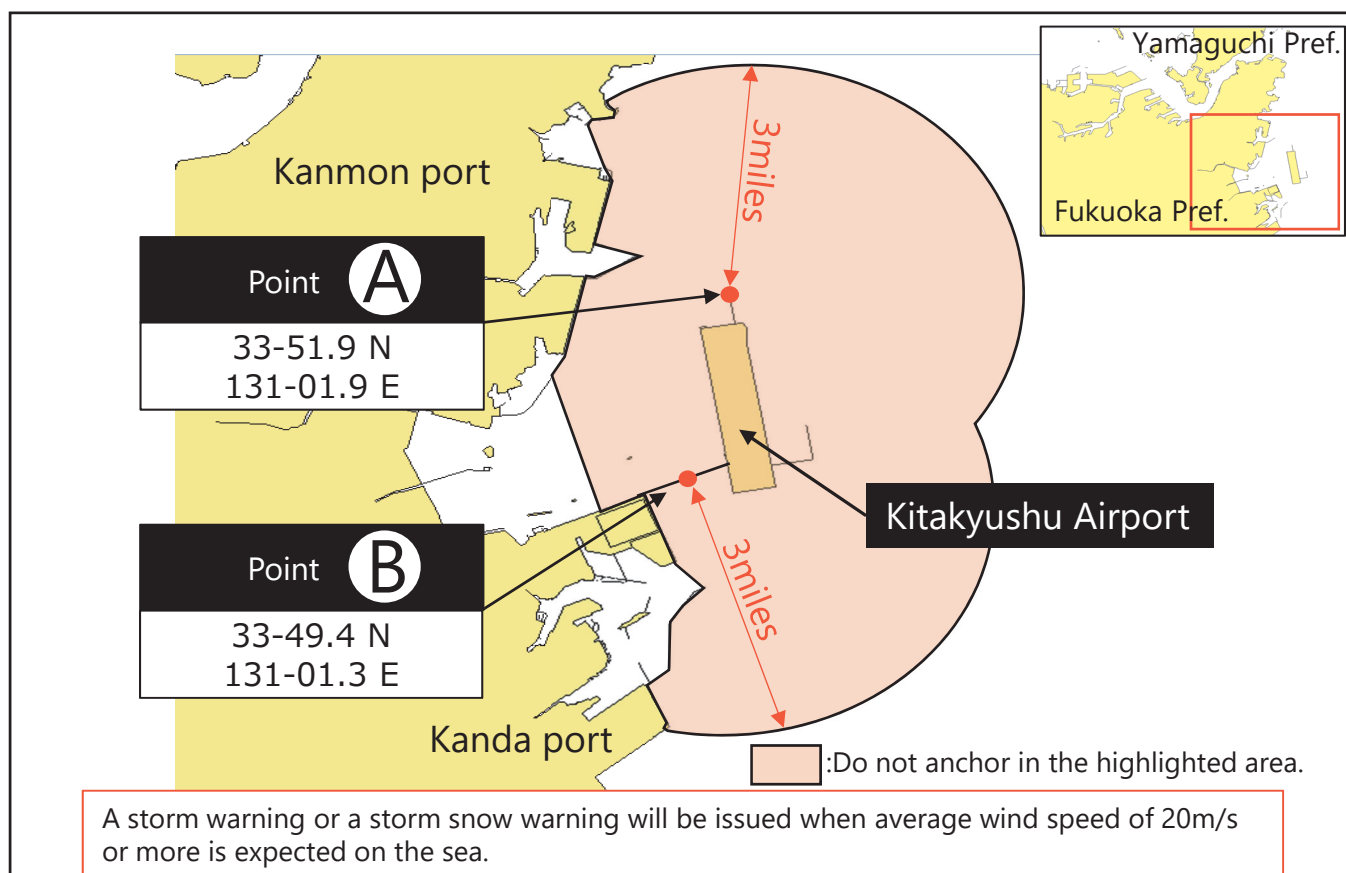 Yamaguchi Pref.
Fukuoka Pref.
3miles
Kanmon port
Point A
33-51.9 N
131-01.9 E
Kitakyushu Airport
Point B
33-49.4 N
131-01.3 E
3miles
Kanda port
:Do not anchor in the highlighted area.
A storm warning or a storm snow warning will be issued when average wind speed of 20m/s
or more is expected on the sea.